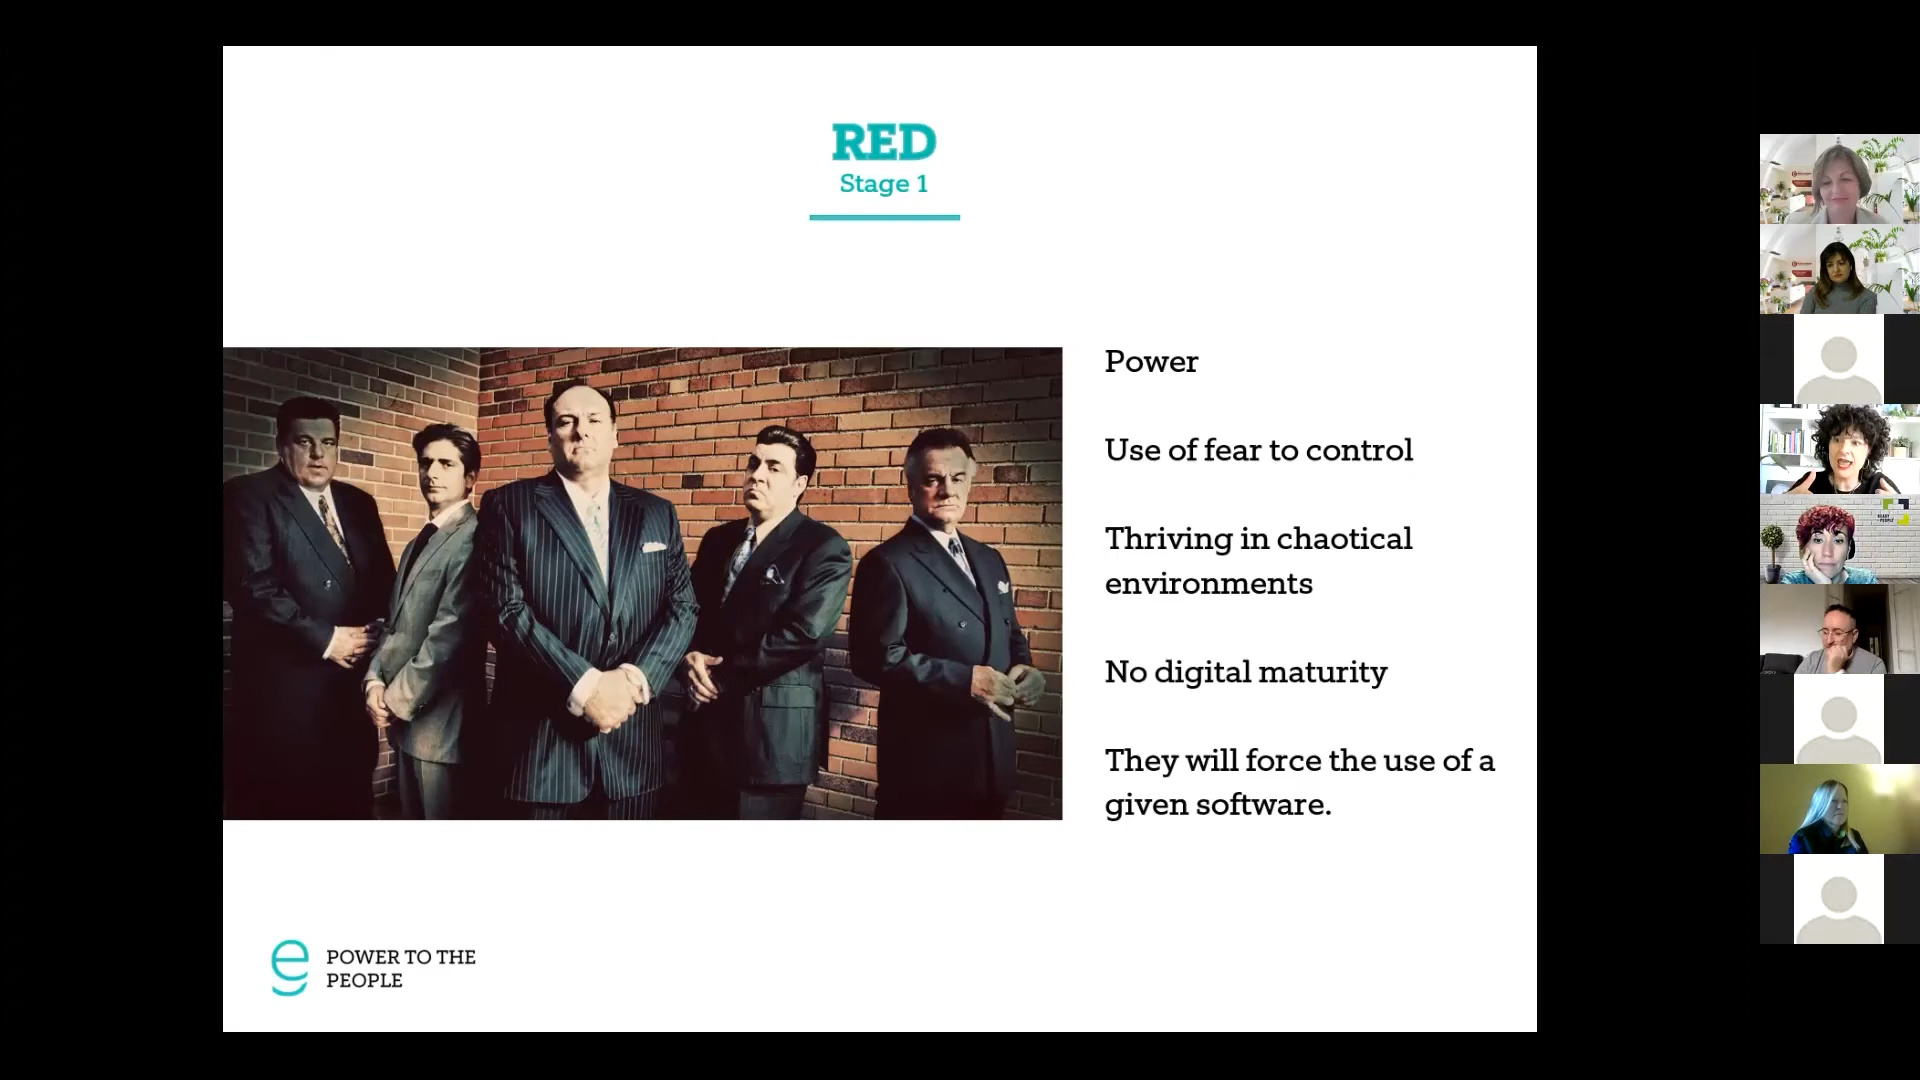 RED
Stage 1
Power
Use of fear to control
Thriving in chaotical
environments
No digital maturity
They will force the use of a
given software.
POWER TO THE
PEOPLE